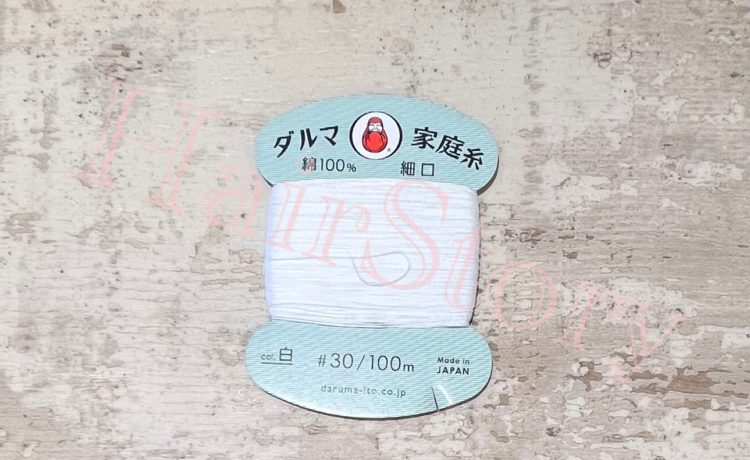 ダルマ 家庭糸
綿100% 細口
HairStory
col. 白 #30/100m Made in
JAPAN
daruma-ito.co.jp